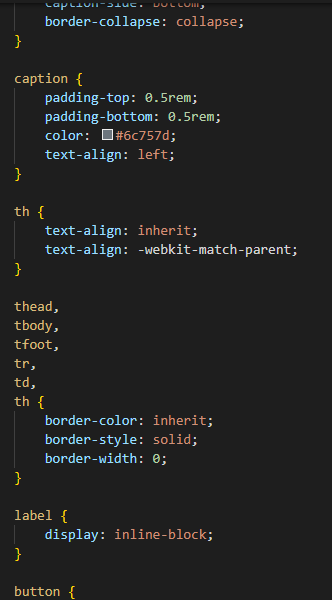 caption-side: bottom;
border-collapse: collapse;
}
caption {
padding-top: 0.5rem;
padding-bottom: 0.5rem;
color: #6c757d;
text-align: left;
}
th {
text-align: inherit;
text-align: -webkit-match-parent;
}
thead,
tbody,
tfoot,
tr,
td,
th {
border-color: inherit;
border-style: solid;
border-width: 0;
}
label {
display: inline-block;
}
button {